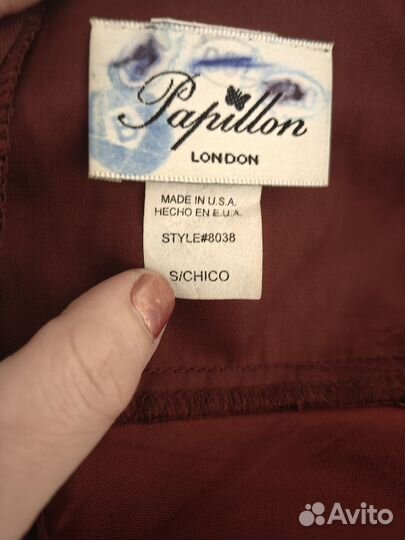 Papillon
LONDON
MADE IN U.S.A.
HECHO EN E.U.A.
STYLE#8038
S/CHICO
Avito